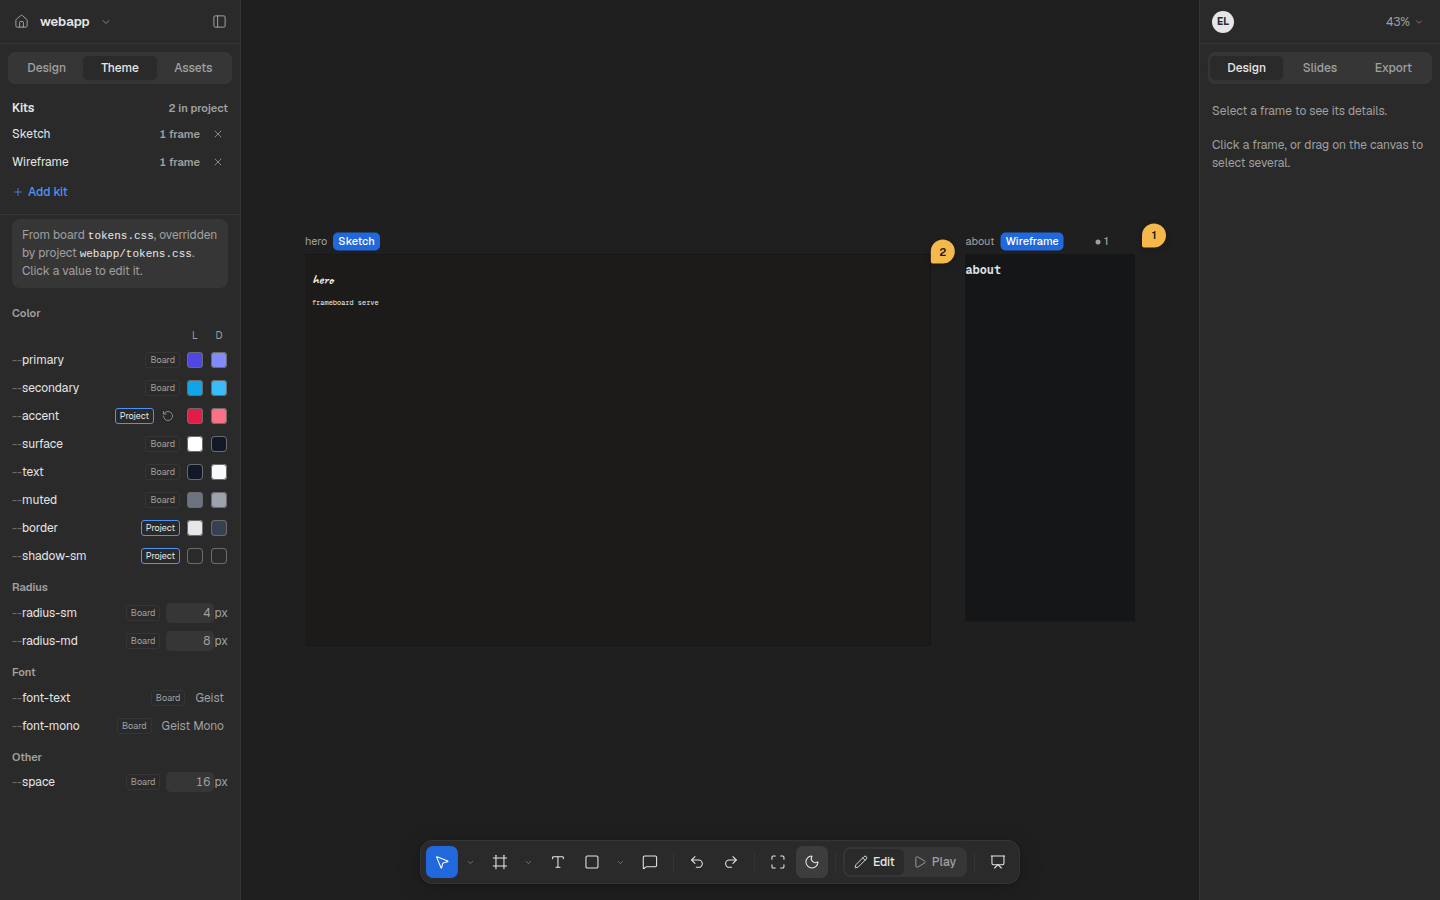 webapp
Design Theme Assets
Kits 2 in project
Sketch 1 frame
Wireframe 1 frame
Add kit
From board tokens.css, overridden
by project webapp/tokens.css.
Click a value to edit it.
Color
L D
--primary Board
--secondary Board
--accent Project
--surface Board
--text Board
--muted Board
--border Project
--shadow-sm Project
Radius
--radius-sm Board 4 px
--radius-md Board 8 px
Font
--font-text Board Geist
--font-mono Board Geist Mono
Other
--space Board 16 px
hero Sketch
2
hero
frameboard serve
about Wireframe 1
1
about
Edit Play
EL 43%
Design Slides Export
Select a frame to see its details.
Click a frame, or drag on the canvas to
select several.